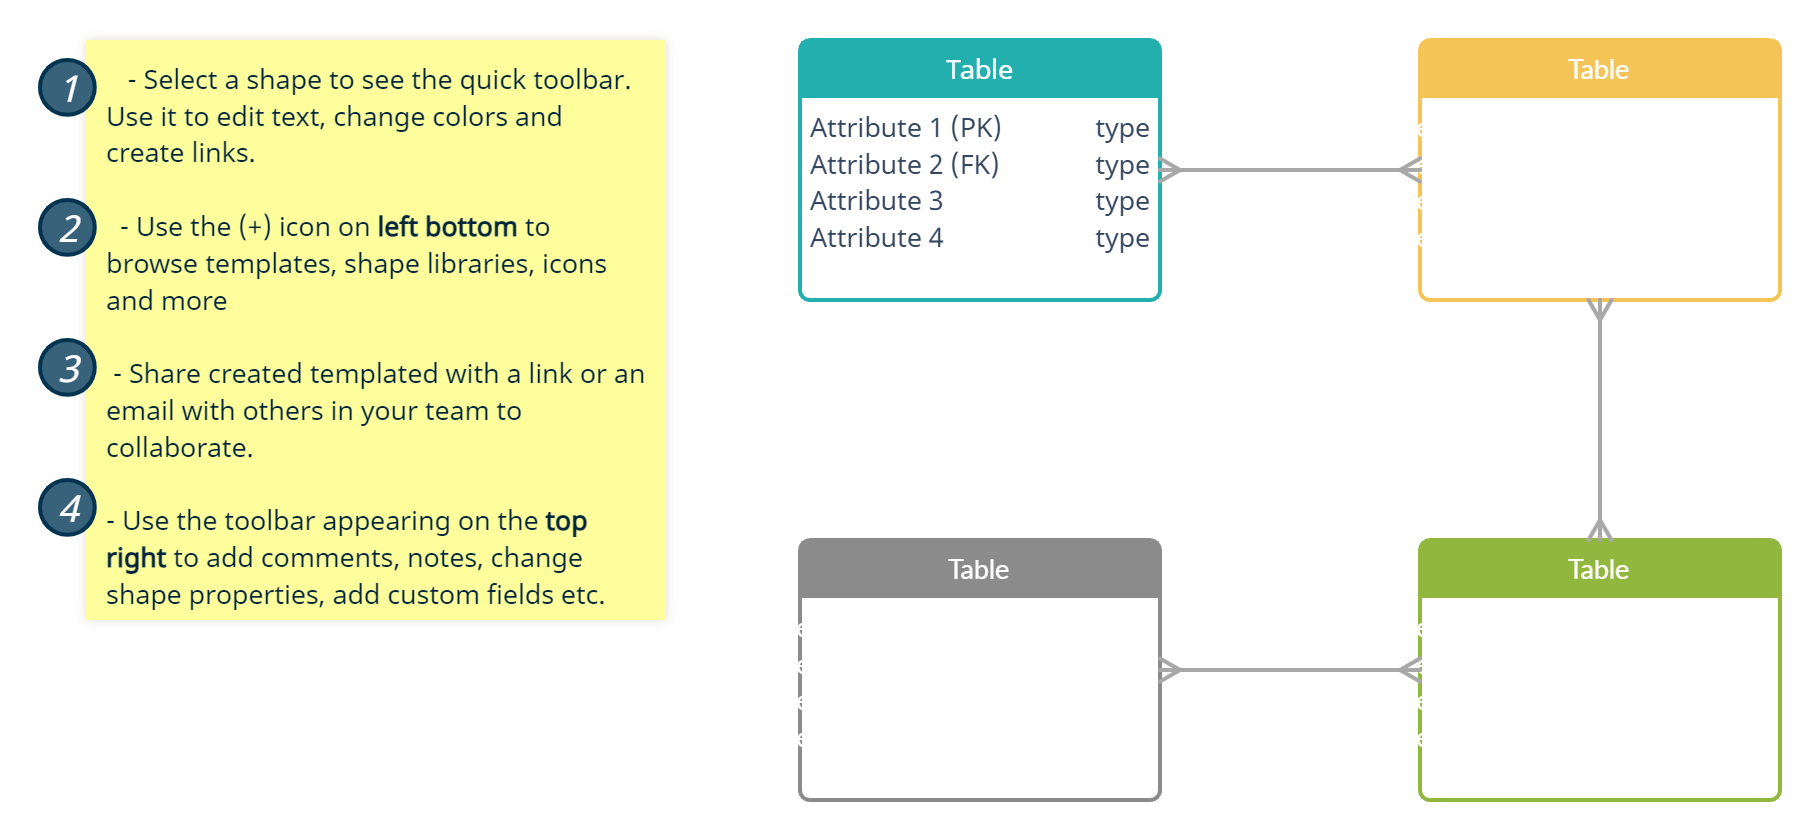 1
- Select a shape to see the quick toolbar.
Use it to edit text, change colors and
create links.
2
- Use the (+) icon on left bottom to
browse templates, shape libraries, icons
and more
3
- Share created templated with a link or an
email with others in your team to
collaborate.
4
- Use the toolbar appearing on the top
right to add comments, notes, change
shape properties, add custom fields etc.
Table
Attribute 1 (PK) type
Attribute 2 (FK) type
Attribute 3 type
Attribute 4 type
Table
Table
Table